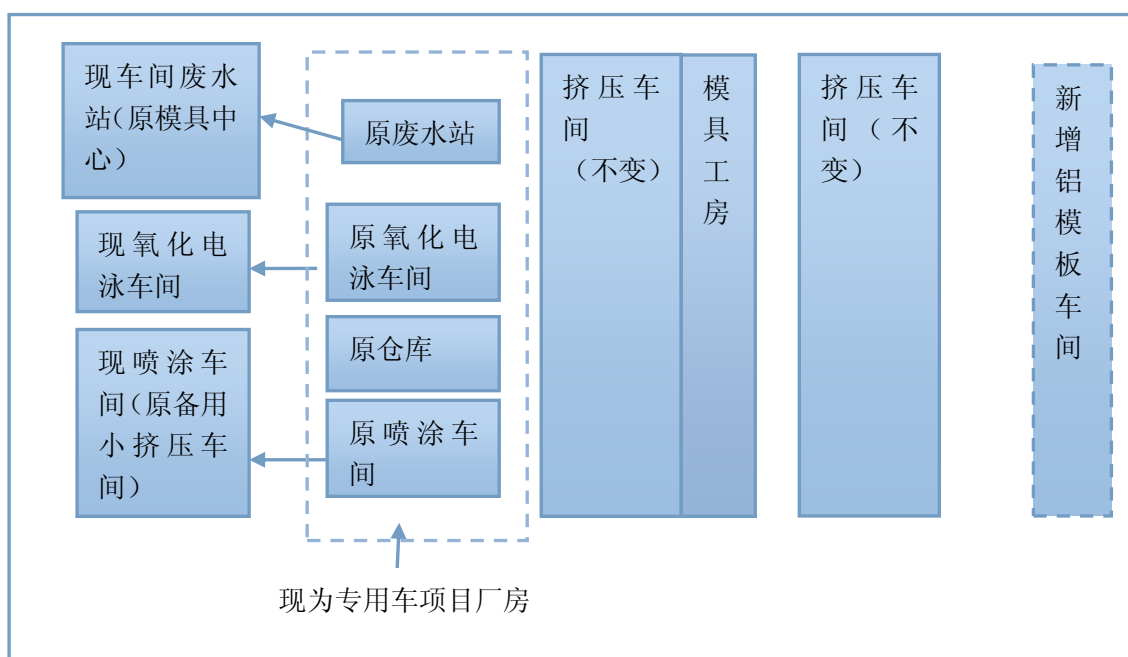 现车间废水
站（原模具中
心）
现氧化电
泳车间
现喷涂车
间（原备用
小挤压车
间）
原废水站
原氧化电
泳车间
原仓库
原喷涂车
间
现为专用车项目厂房
挤压车
间
（不变）
模
具
工
房
挤压车
间（不
变）
新
增
铝
模
板
车
间